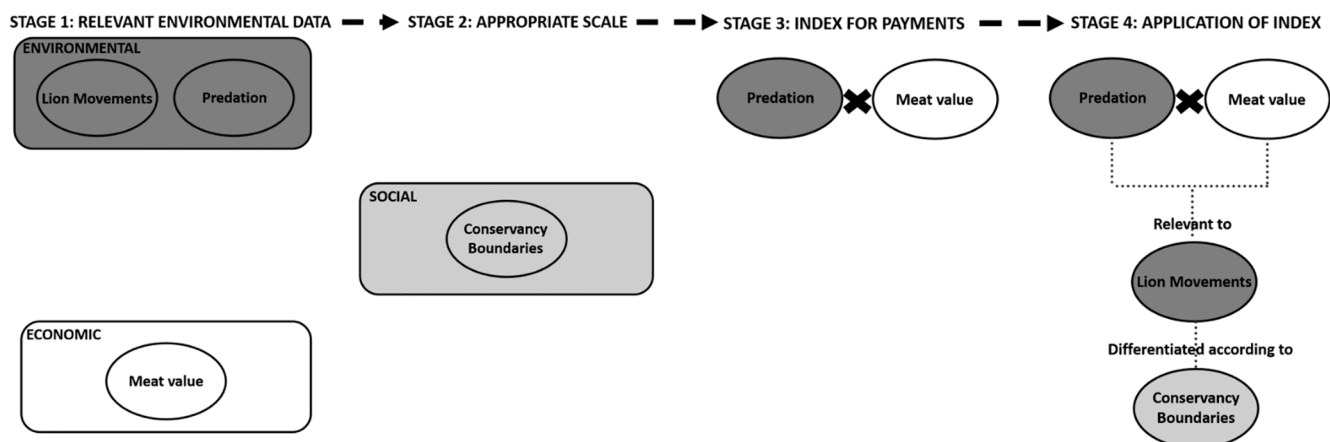 STAGE 1: RELEVANT ENVIRONMENTAL DATA
STAGE 2: APPROPRIATE SCALE
STAGE 3: INDEX FOR PAYMENTS
STAGE 4: APPLICATION OF INDEX
ENVIRONMENTAL
Lion Movements
Predation
SOCIAL
Conservancy
Boundaries
ECONOMIC
Meat value
Predation
Meat value
Predation
Meat value
Relevant to
Lion Movements
Differentiated according to
Conservancy
Boundaries